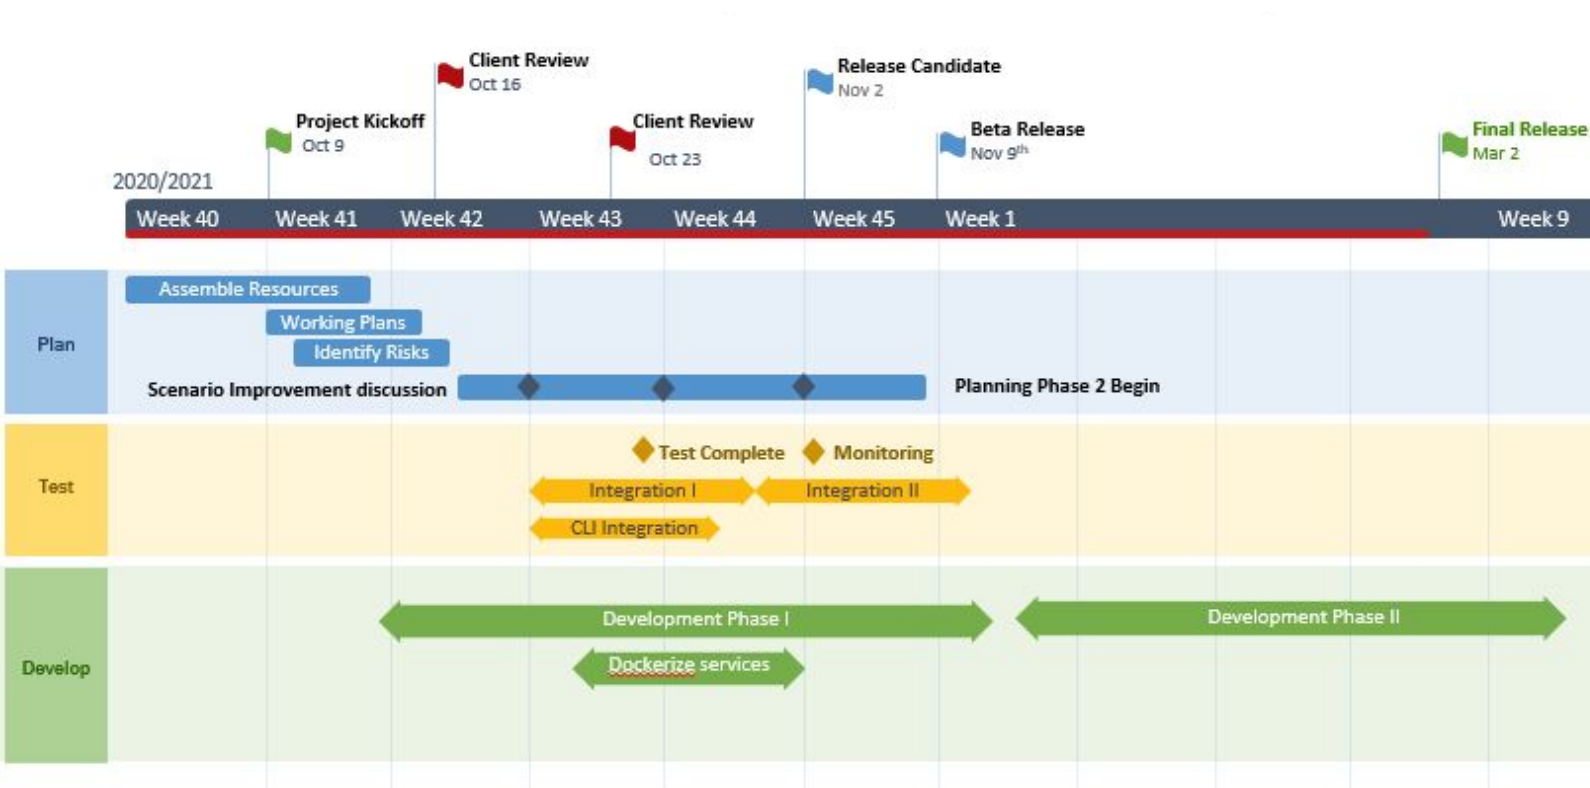 Client Review
Oct 16
Release Candidate
Nov 2
Project Kickoff
Oct 9
Client Review
Oct 23
Beta Release
Nov 9th
Final Release
Mar 2
2020/2021
Week 40 Week 41 Week 42 Week 43 Week 44 Week 45 Week 1 Week 9
Plan
Assemble Resources
Working Plans
Identify Risks
Scenario Improvement discussion
Planning Phase 2 Begin
Test
Test Complete
Monitoring
Integration I
Integration II
CLI Integration
Develop
Development Phase I
Development Phase II
Dockerize services